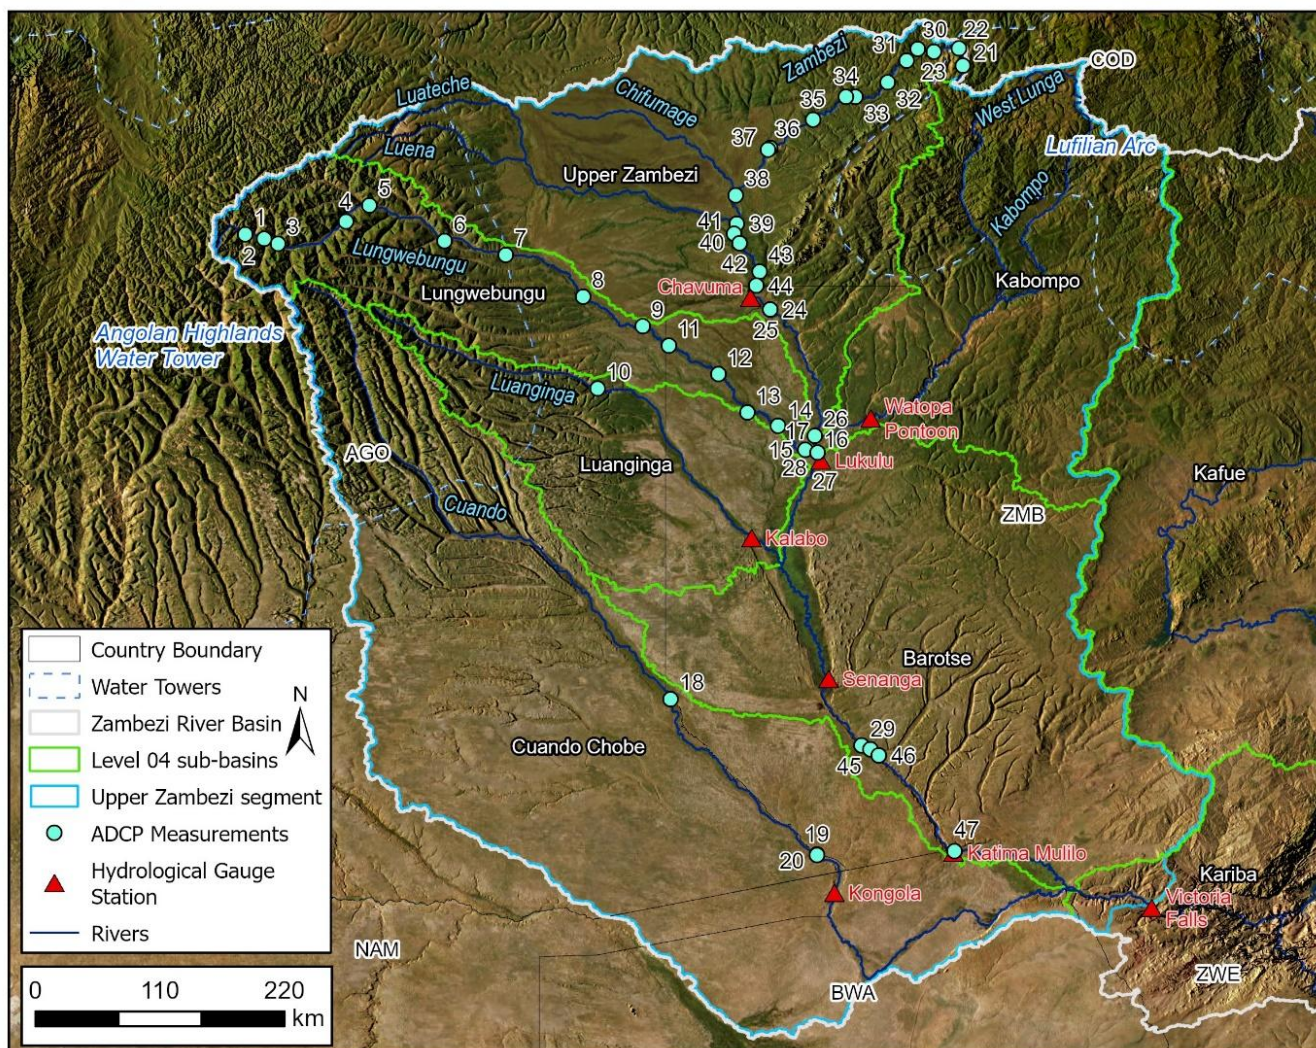 30
22
31
Zambezi
21
COD
23
34
Luateche
Chifumage
West Lunga
35
33
32
37
36
Luena
Lufilian Arc
Upper Zambezi
38
5
4
1
3
41
39
Kabompo
6
2
40
7
Lungwebungu
42
43
8
Chavuma
44
Kabompo
Lungwebungu
24
Angolan Highlands
Water Tower
9
25
11
12
10
Luanginga
13
14
26
Watopa
Pontoon
17
16
15
AGO
Luanginga
28
Lukulu
27
Kafue
Cuando
ZMB
Kalabo
Country Boundary
Water Towers
N
Barotse
Senanga
Zambezi River Basin
18
Level 04 sub-basins
29
Cuando Chobe
45
46
Upper Zambezi segment
ADCP Measurements
19
47
20
Katima Mulilo
Hydrological Gauge
Station
Kongola
Kariba
Victoria
Falls
Rivers
NAM
BWA
ZWE
0
110
220
km